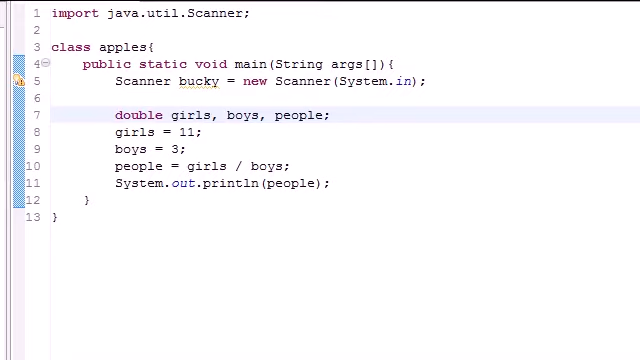 1 import java.util.Scanner;
2
3 class apples{
4 public static void main(String args[]){
5 Scanner bucky = new Scanner(System.in);
6
7 double girls, boys, people;
8 girls = 11;
9 boys = 3;
10 people = girls / boys;
11 System.out.println(people);
12 }
13 }